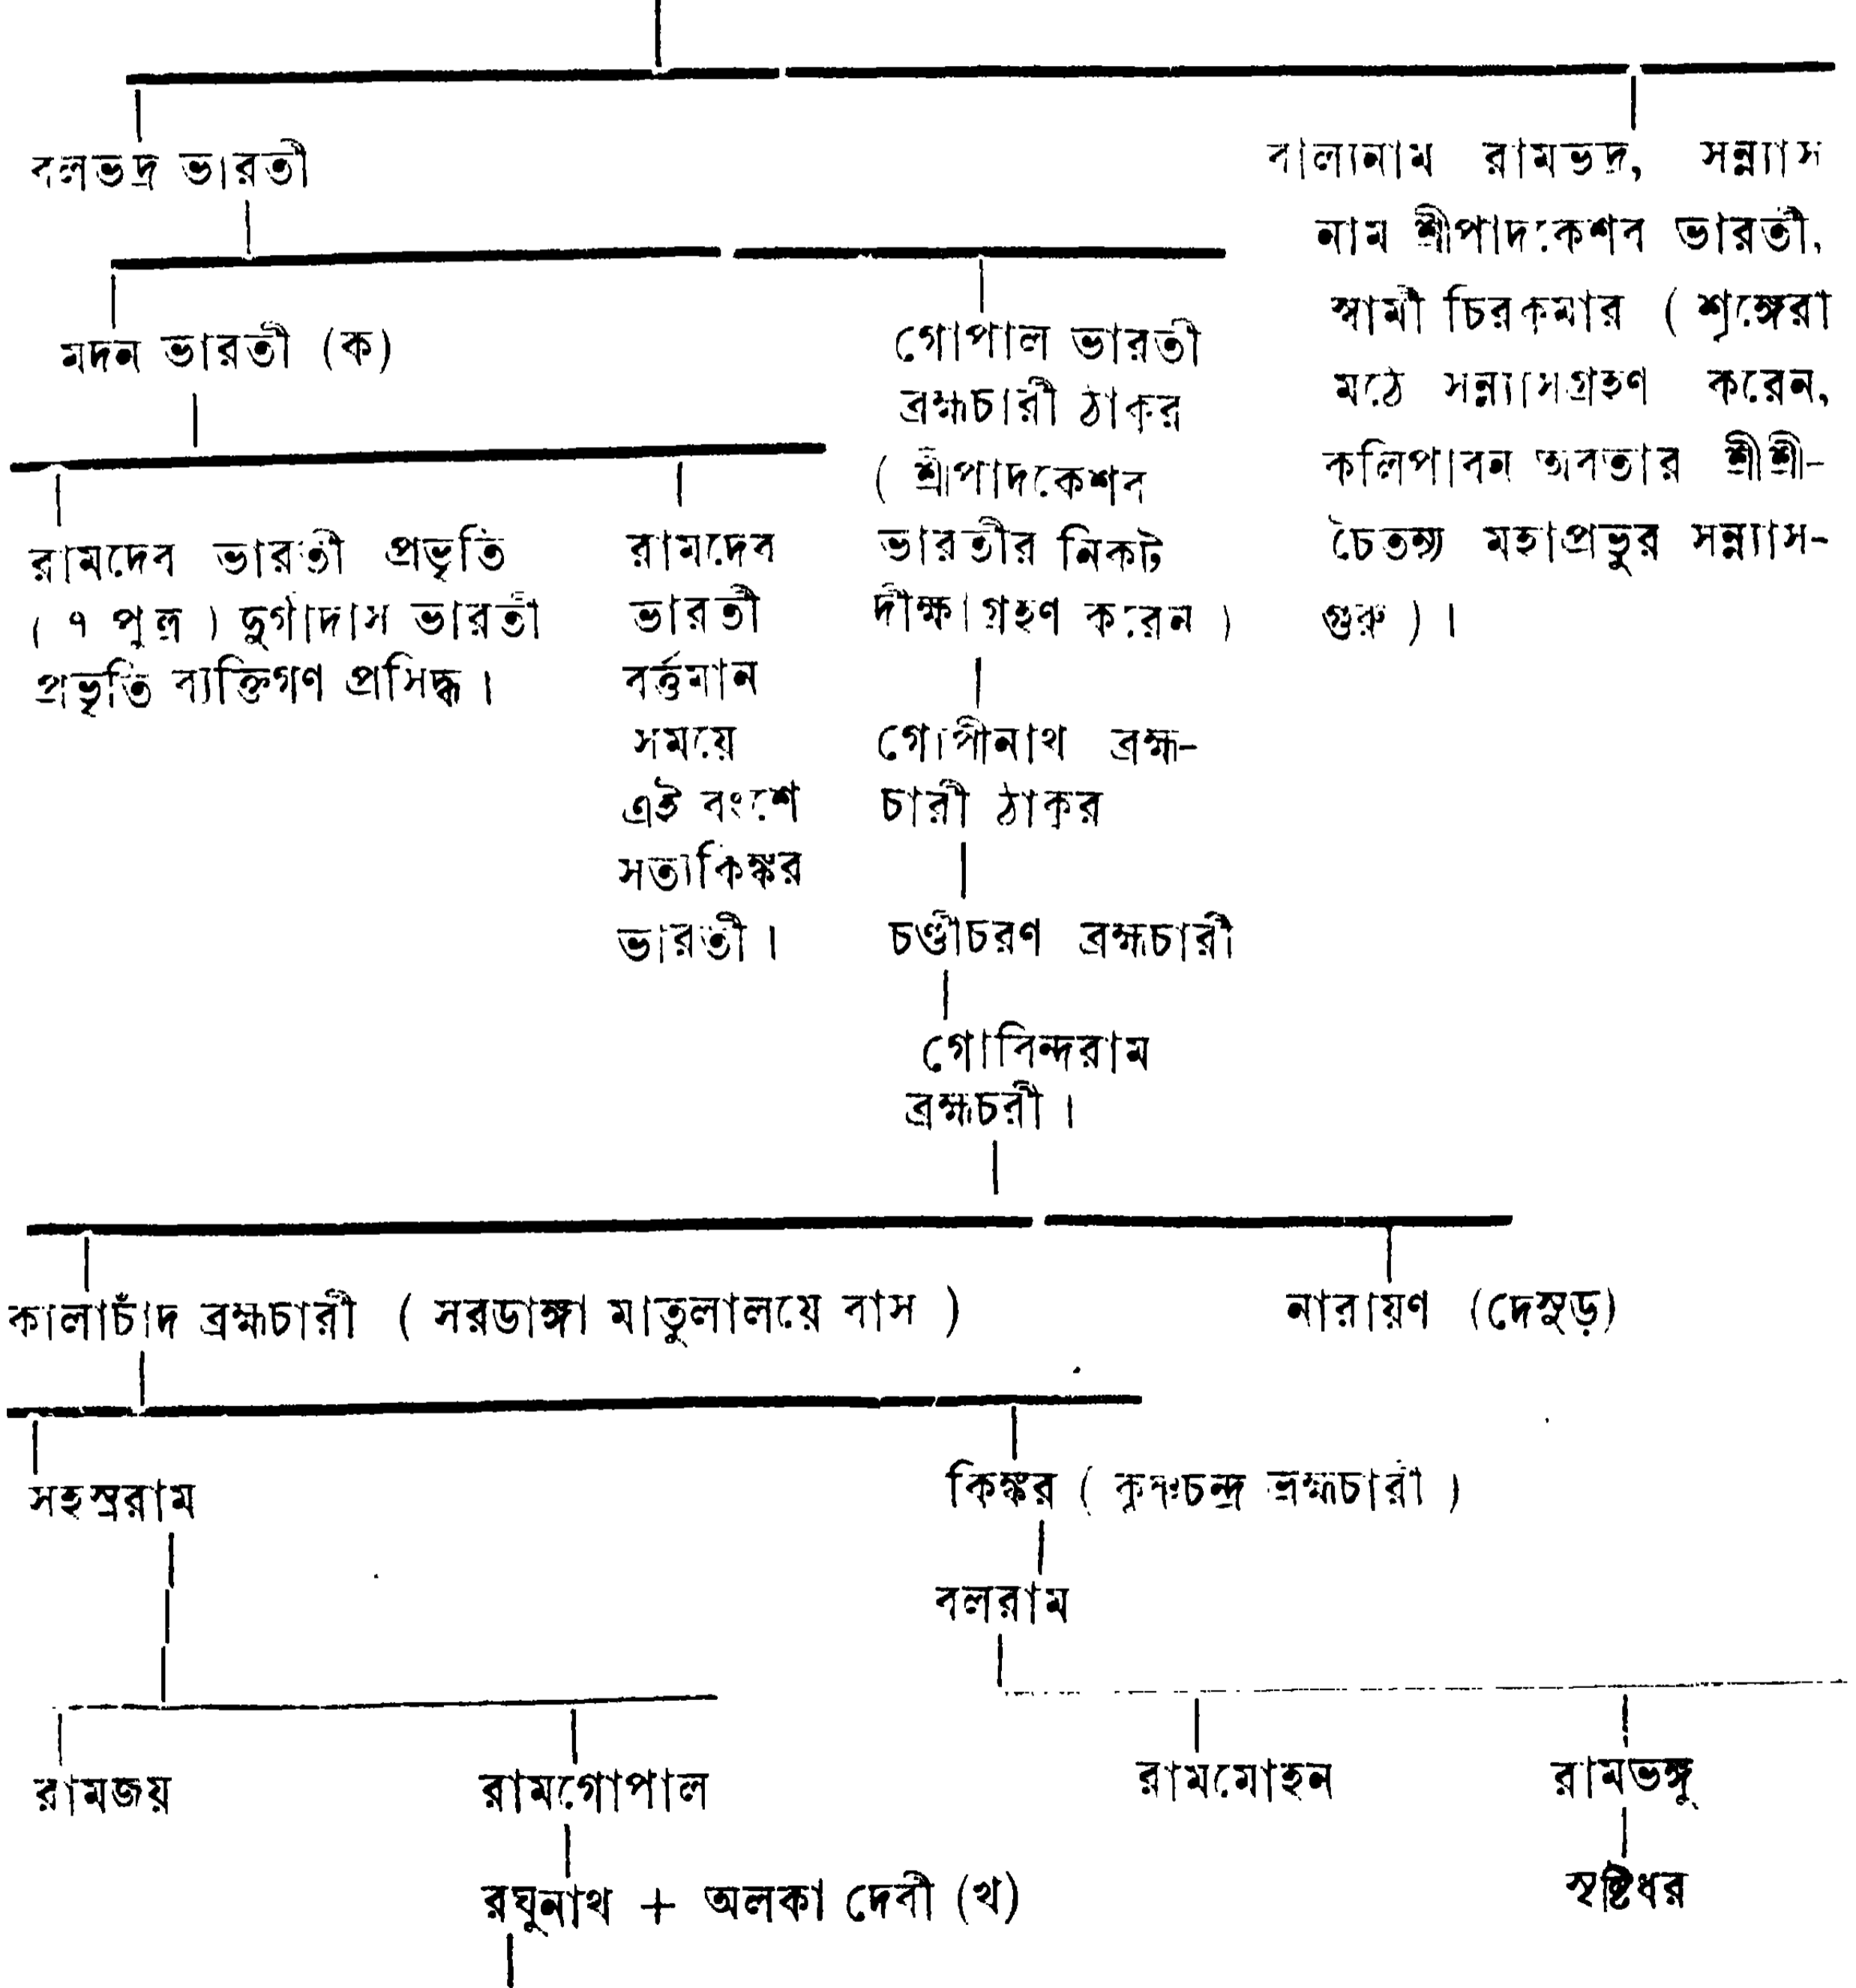 বলভদ্র ভারতী
বাল্যনাম রামভদ্র, সন্ন্যাস
নাম শ্রীপাদকেশব ভারতী,
স্বামী চিরকুমার ( শৃঙ্গেরী
মঠে সন্ন্যাসগ্রহণ করেন,
কলিপাবন অবতার শ্রীশ্রী-
চৈতন্য মহাপ্রভুর সন্ন্যাস-
গুরু ) ।
মদন ভারতী (ক)
গোপাল ভারতী
ব্রহ্মচারী ঠাকুর
( শ্রীপাদকেশব
ভারতীর নিকট
দীক্ষাগ্রহণ করেন )
রামদেব ভারতী প্রভৃতি
( ৭ পুত্র ) দুর্গাদাস ভারতী
প্রভৃতি ব্যক্তিগণ প্রসিদ্ধ ।
রামদেব
ভারতী
বর্ত্তমান
সময়ে
এই বংশে
সত্যকিঙ্কর
ভারতী ।
গোপীনাথ ব্রহ্ম-
চারী ঠাকুর
চণ্ডীচরণ ব্রহ্মচারী
গোবিন্দরাম
ব্রহ্মচরী ।
কালাচাঁদ ব্রহ্মচারী ( সরডাঙ্গা মাতুলালয়ে বাস )
নারায়ণ (দেসুড়)
সহস্ররাম
কিঙ্কর ( কৃষ্ণচন্দ্র ব্রহ্মচারী )
বলরাম
রামজয়
রামগোপাল
রামমোহন
রামভঙ্গু
রঘুনাথ + অলকা দেবী (খ)
সৃষ্টিধর